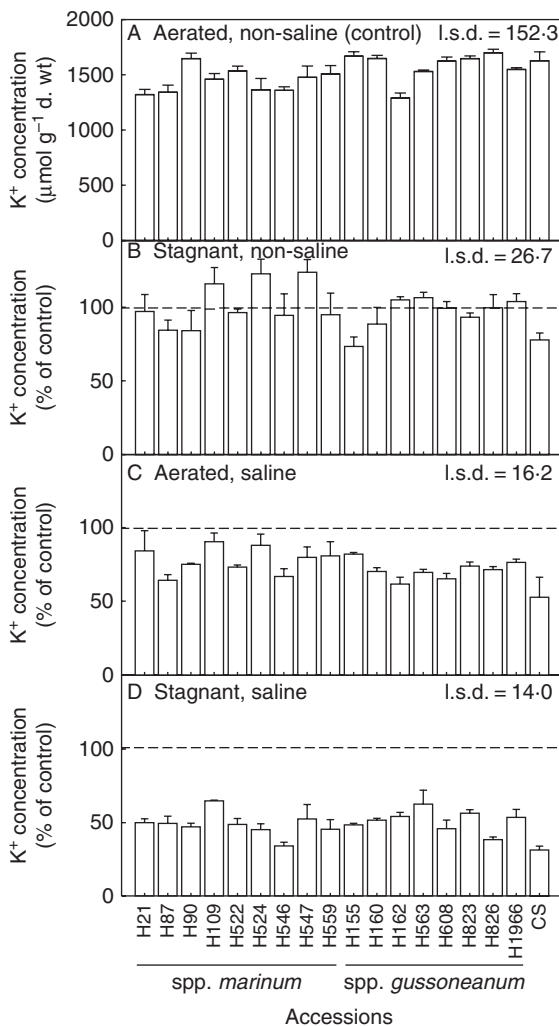 A Aerated, non-saline (control) l.s.d. = 152·3
K⁺ concentration
(μmol g⁻¹ d. wt)
2000
1500
1000
500
0
B Stagnant, non-saline l.s.d. = 26·7
K⁺ concentration
(% of control)
100
50
0
C Aerated, saline l.s.d. = 16·2
K⁺ concentration
(% of control)
100
50
0
D Stagnant, saline l.s.d. = 14·0
K⁺ concentration
(% of control)
100
50
0
H21 H87 H90 H109 H522 H524 H546 H547 H559 H155 H160 H162 H563 H608 H823 H826 H1966 CS
spp. marinum spp. gussoneanum
Accessions